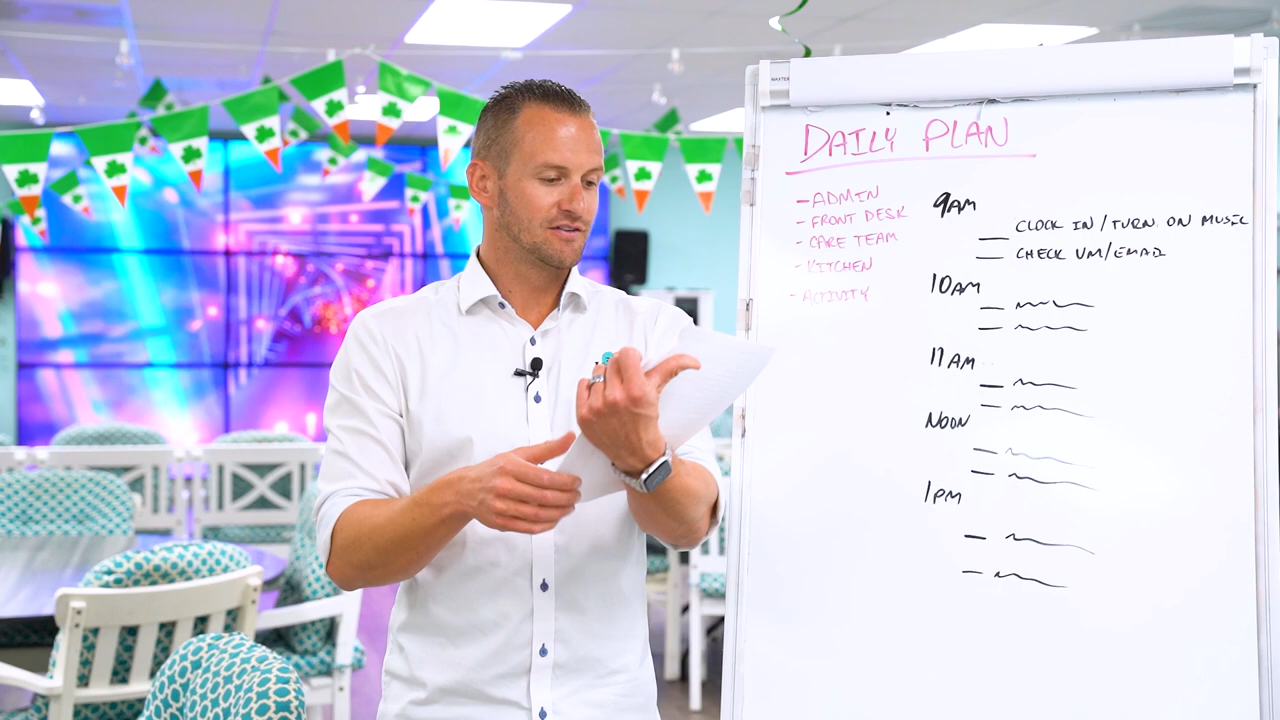 DAILY PLAN
- ADMIN
- FRONT DESK
- CARE TEAM
- KITCHEN
- ACTIVITY
9AM
— CLOCK IN / TURN ON MUSIC
— CHECK VM/EMAIL
10AM
11AM
NOON
1PM